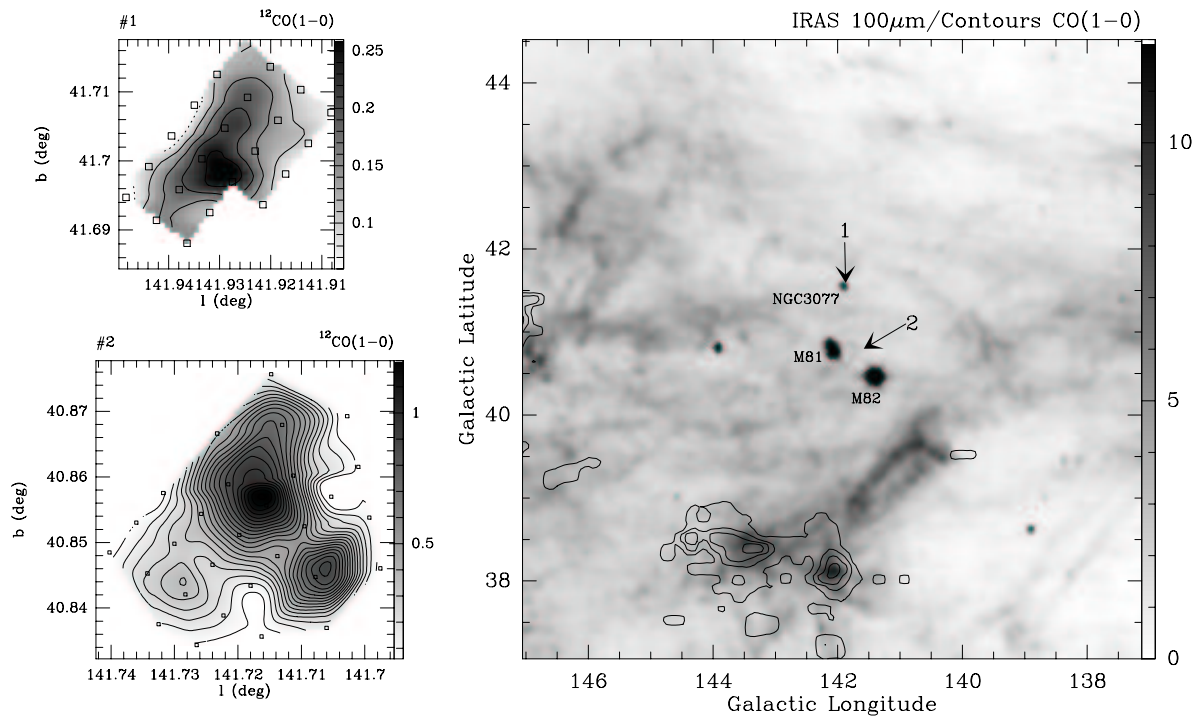 #1 ¹²CO(1−0)
0.25
41.71
0.2
41.7
0.15
0.1
41.69
b (deg)
141.94 141.93 141.92 141.91
l (deg)
#2 ¹²CO(1−0)
40.87
1
40.86
40.85
0.5
40.84
b (deg)
141.74 141.73 141.72 141.71 141.7
l (deg)
IRAS 100μm/Contours CO(1−0)
44
10
42
1
NGC3077
2
M81
5
M82
40
38
0
Galactic Latitude
146 144 142 140 138
Galactic Longitude